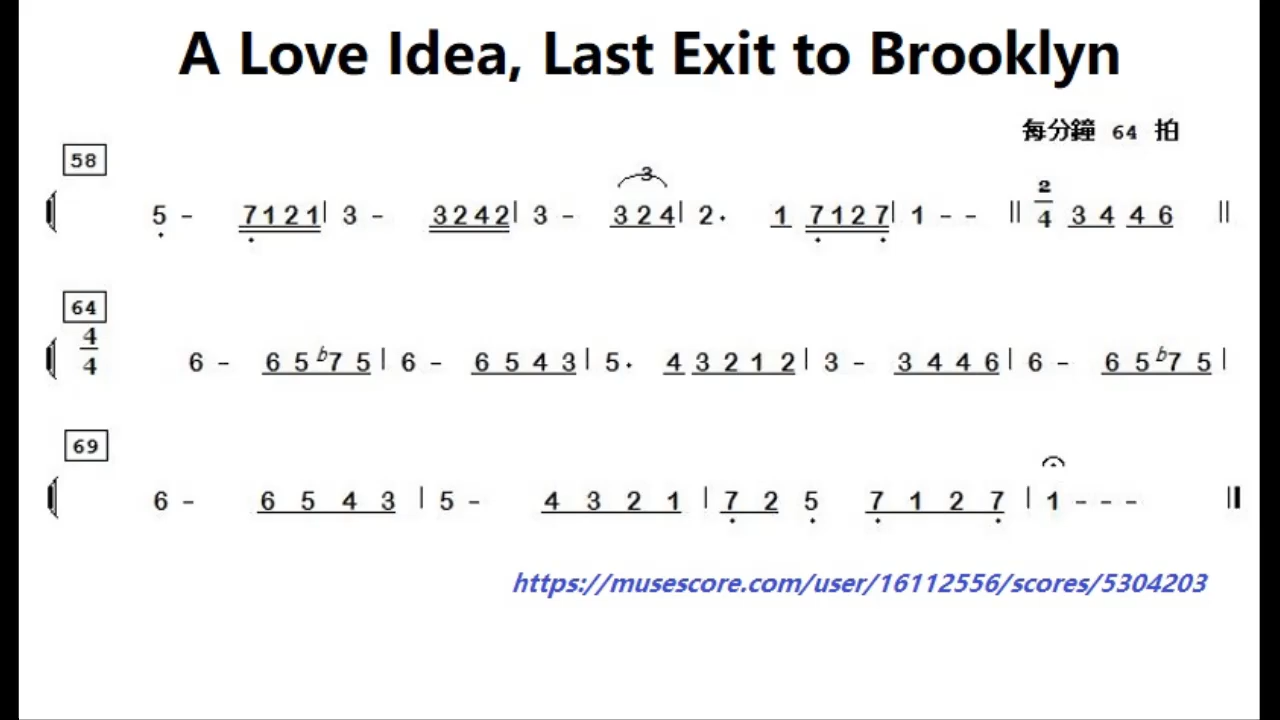 A Love Idea, Last Exit to Brooklyn
每分鐘 64 拍
58
5 - 7121| 3 - 3242| 3 - 3 324| 2. 1 7127| 1 - - || 2/4 3 4 4 6 ||
64
4/4 6 - 6 5 b7 5 | 6 - 6 5 4 3 | 5. 4 3 2 1 2 | 3 - 3 4 4 6 | 6 - 6 5 b7 5 |
69
6 - 6 5 4 3 | 5 - 4 3 2 1 | 7 2 5 7 1 2 7 | 1 - - - ||
https://musescore.com/user/16112556/scores/5304203